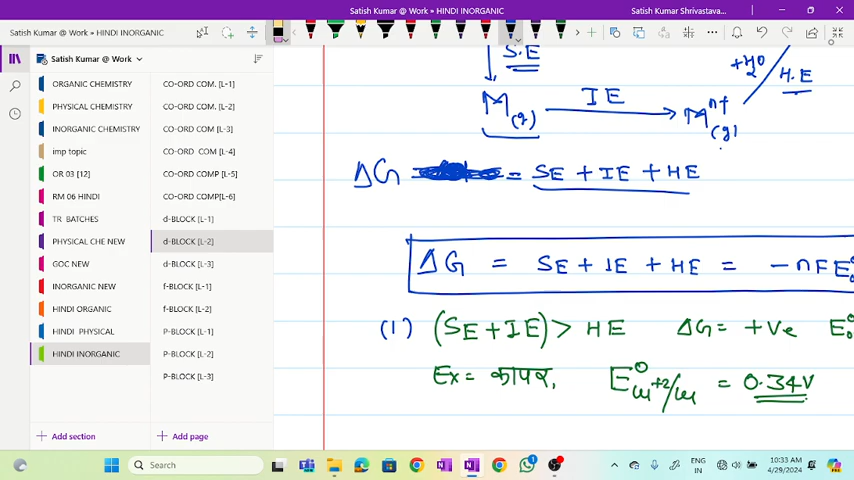 Satish Kumar @ Work » HINDI INORGANIC
Satish Kumar Shrivastava...
Satish Kumar @ Work » HINDI INORGANIC
Satish Kumar @ Work
ORGANIC CHEMISTRY
PHYSICAL CHEMISTRY
INORGANIC CHEMISTRY
imp topic
OR 03 [12]
RM 06 HINDI
TR BATCHES
PHYSICAL CHE NEW
GOC NEW
INORGANIC NEW
HINDI ORGANIC
HINDI PHYSICAL
HINDI INORGANIC
Add section
CO-ORD COM. [L-1]
CO-ORD COM. [L-2]
CO-ORD COM [L-3]
CO-ORD COM [L-4]
CO-ORD COMP [L-5]
CO-ORD COMP[L-6]
d-BLOCK [L-1]
d-BLOCK [L-2]
d-BLOCK [L-3]
f-BLOCK [L-1]
f-BLOCK [L-2]
P-BLOCK [L-1]
P-BLOCK [L-2]
P-BLOCK [L-3]
Add page
S.E
+H2O
H.E
M(g) IE M^n+(g)
ΔG = SE + IE + HE
ΔG = SE + IE + HE = - nFE0
(1) (SE+IE) > HE ΔG = +Ve E0
Ex = कापर, E0 Cu+2/Cu = 0.34V
Search
ENG
IN
10:33 AM
4/29/2024